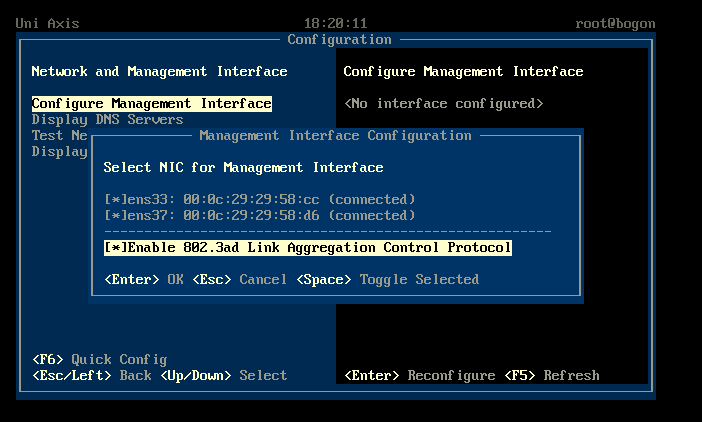 Uni Axis 18:20:11 root@bogon
Configuration
Network and Management Interface
Configure Management Interface
Configure Management Interface
<No interface configured>
Display DNS Servers
Test Ne
Display
Management Interface Configuration
Select NIC for Management Interface
[*]ens33: 00:0c:29:29:58:cc (connected)
[*]ens37: 00:0c:29:29:58:d6 (connected)
--------------------------------------------------------
[*]Enable 802.3ad Link Aggregation Control Protocol
<Enter> OK <Esc> Cancel <Space> Toggle Selected
<F6> Quick Config
<Esc/Left> Back <Up/Down> Select
<Enter> Reconfigure <F5> Refresh